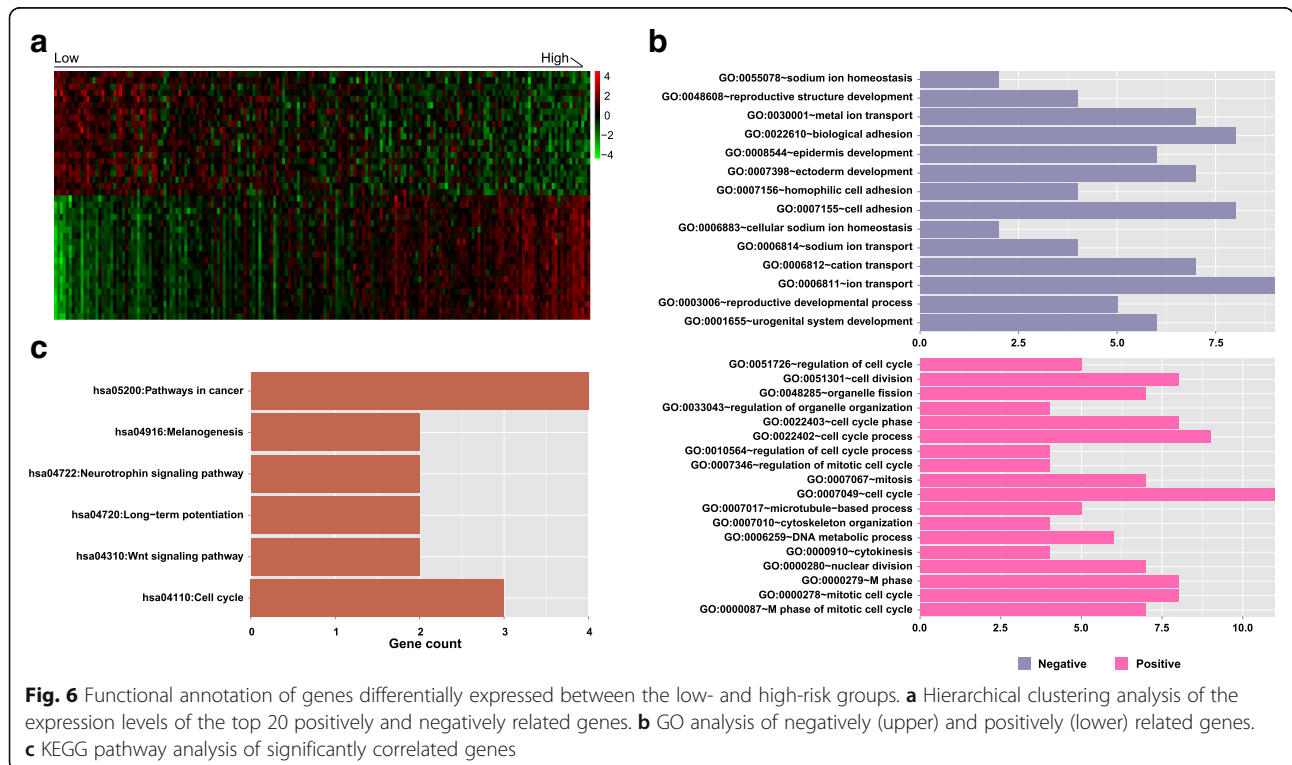 a
Low High
4
2
0
−2
−4
b
GO:0055078~sodium ion homeostasis
GO:0048608~reproductive structure development
GO:0030001~metal ion transport
GO:0022610~biological adhesion
GO:0008544~epidermis development
GO:0007398~ectoderm development
GO:0007156~homophilic cell adhesion
GO:0007155~cell adhesion
GO:0006883~cellular sodium ion homeostasis
GO:0006814~sodium ion transport
GO:0006812~cation transport
GO:0006811~ion transport
GO:0003006~reproductive developmental process
GO:0001655~urogenital system development
0.0 2.5 5.0 7.5
GO:0051726~regulation of cell cycle
GO:0051301~cell division
GO:0048285~organelle fission
GO:0033043~regulation of organelle organization
GO:0022403~cell cycle phase
GO:0022402~cell cycle process
GO:0010564~regulation of cell cycle process
GO:0007346~regulation of mitotic cell cycle
GO:0007067~mitosis
GO:0007049~cell cycle
GO:0007017~microtubule−based process
GO:0007010~cytoskeleton organization
GO:0006259~DNA metabolic process
GO:0000910~cytokinesis
GO:0000280~nuclear division
GO:0000279~M phase
GO:0000278~mitotic cell cycle
GO:0000087~M phase of mitotic cell cycle
0.0 2.5 5.0 7.5 10.0
Negative Positive
c
hsa05200:Pathways in cancer
hsa04916:Melanogenesis
hsa04722:Neurotrophin signaling pathway
hsa04720:Long−term potentiation
hsa04310:Wnt signaling pathway
hsa04110:Cell cycle
0 1 2 3 4
Gene count
Fig. 6 Functional annotation of genes differentially expressed between the low- and high-risk groups. a Hierarchical clustering analysis of the
expression levels of the top 20 positively and negatively related genes. b GO analysis of negatively (upper) and positively (lower) related genes.
c KEGG pathway analysis of significantly correlated genes